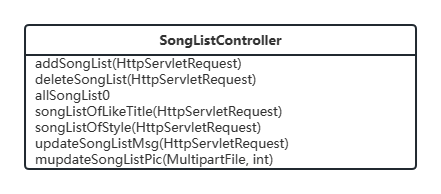 SongListController
addSongList(HttpServletRequest)
deleteSongList(HttpServletRequest)
allSongList0
songListOfLikeTitle(HttpServletRequest)
songListOfStyle(HttpServletRequest)
updateSongListMsg(HttpServletRequest)
mupdateSongListPic(MultipartFile, int)